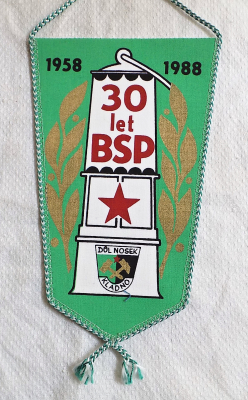 1958 1988
30
let
BSP
DŮL NOSEK
KLADNO